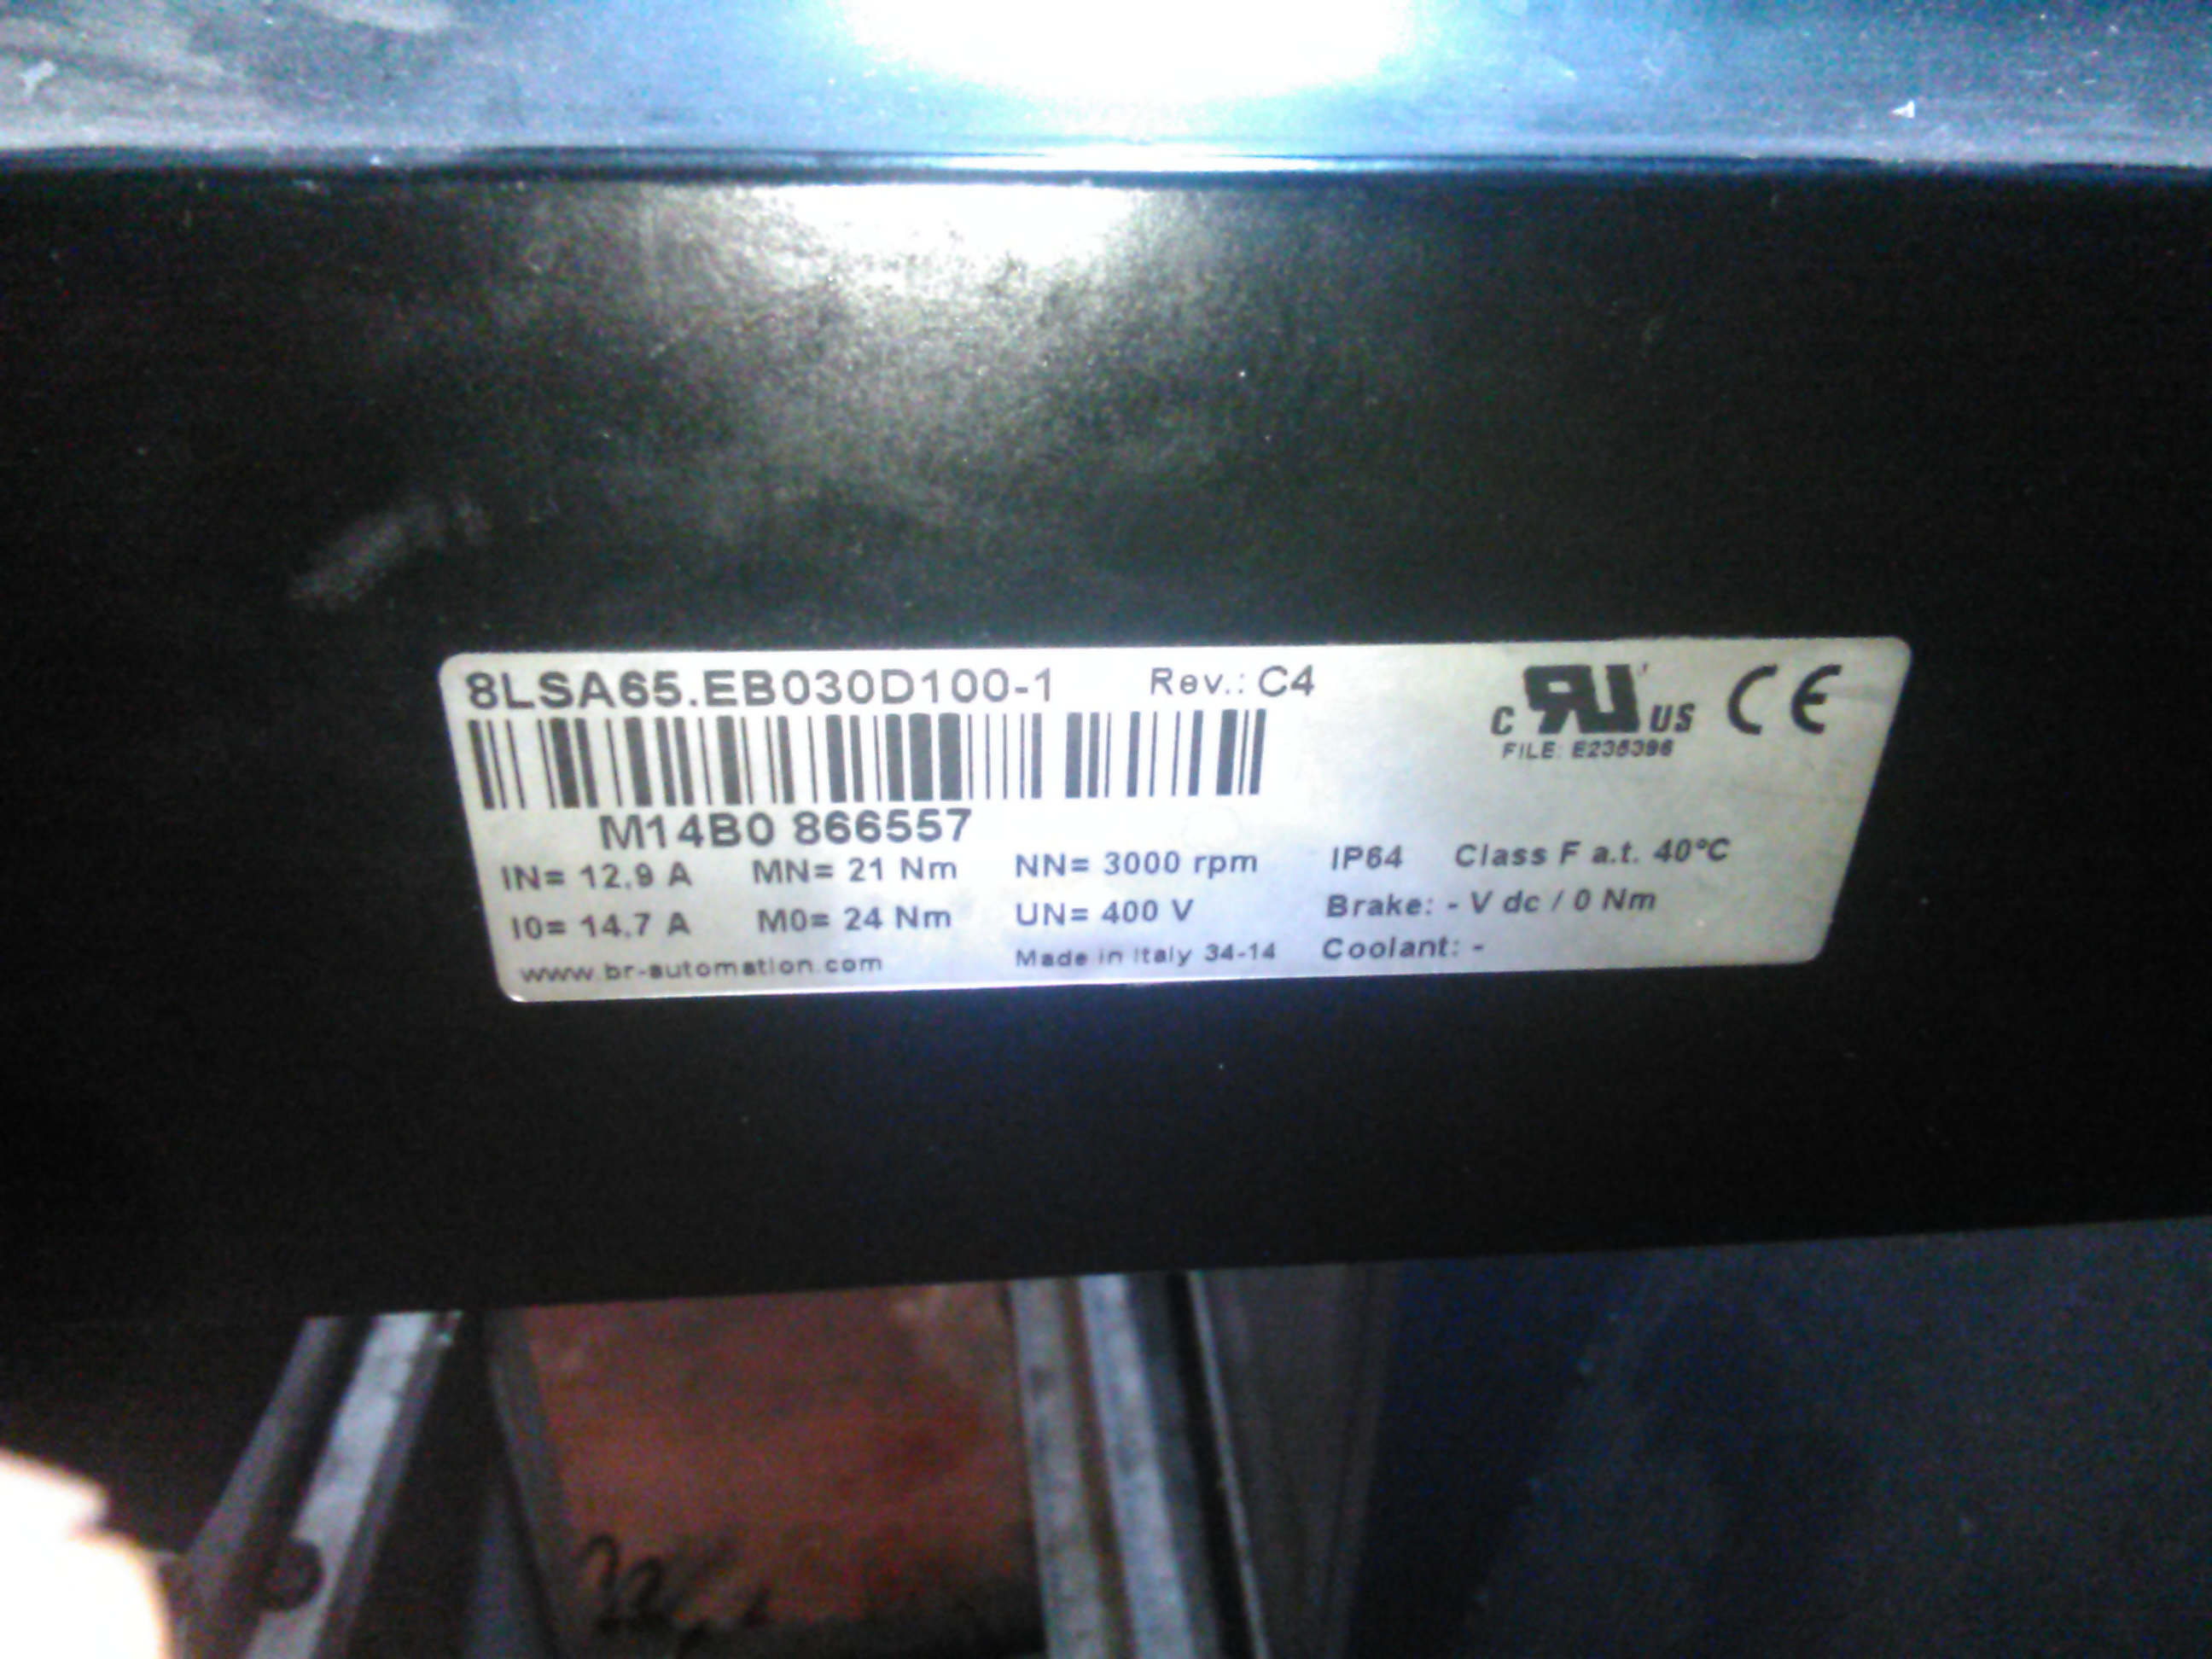 8LSA65.EB030D100-1 Rev.: C4
c RU US CE
FILE: E235396
M14B0 866557
IN= 12.9 A MN= 21 Nm NN= 3000 rpm IP64 Class F a.t. 40°C
I0= 14.7 A M0= 24 Nm UN= 400 V Brake: - V dc / 0 Nm
www.br-automation.com Made in Italy 34-14 Coolant: -